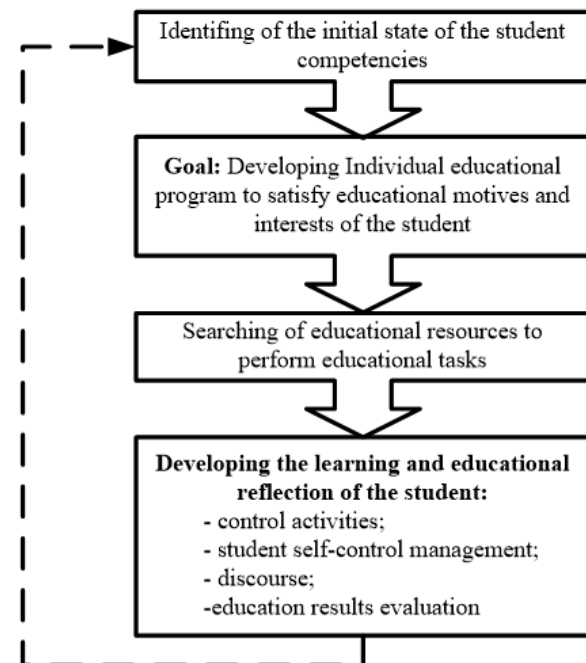 Identifing of the initial state of the student
competencies
Goal: Developing Individual educational
program to satisfy educational motives and
interests of the student
Searching of educational resources to
perform educational tasks
Developing the learning and educational
reflection of the student:
- control activities;
- student self-control management;
- discourse;
-education results evaluation